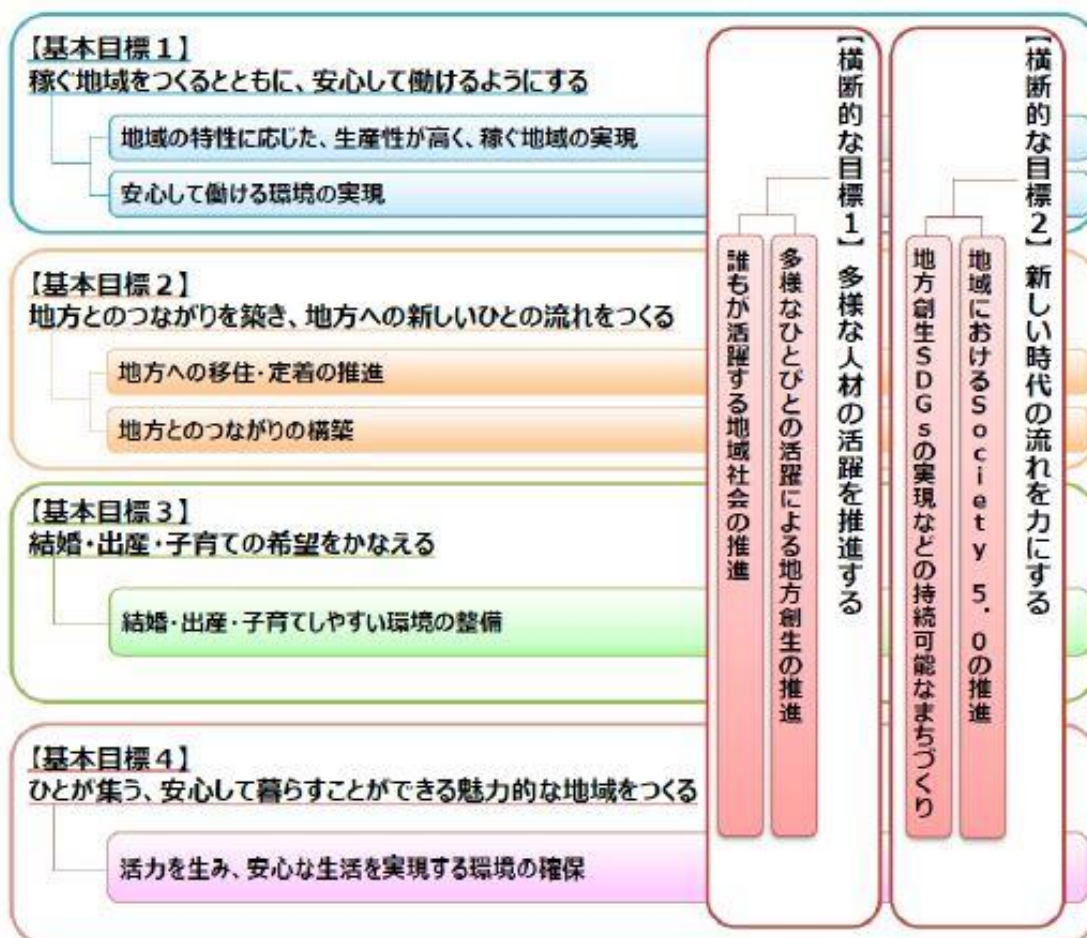 【基本目標１】
稼ぐ地域をつくるとともに、安心して働けるようにする
地域の特性に応じた、生産性が高く、稼ぐ地域の実現
安心して働ける環境の実現
【基本目標２】
地方とのつながりを築き、地方への新しいひとの流れをつくる
地方への移住・定着の推進
地方とのつながりの構築
【基本目標３】
結婚・出産・子育ての希望をかなえる
結婚・出産・子育てしやすい環境の整備
【基本目標４】
ひとが集う、安心して暮らすことができる魅力的な地域をつくる
活力を生み、安心な生活を実現する環境の確保
【横断的な目標１】多様な人材の活躍を推進する
多様なひとびとの活躍による地方創生の推進
誰もが活躍する地域社会の推進
【横断的な目標２】新しい時代の流れを力にする
地域におけるＳｏｃｉｅｔｙ　５．０の推進
地方創生ＳＤＧｓの実現などの持続可能なまちづくり